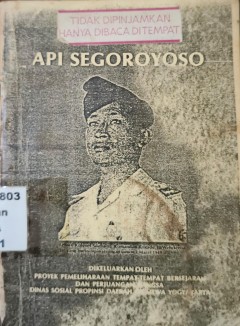 TIDAK DIPINJAMKAN
HANYA DIBACA DITEMPAT
API SEGOROYOSO
803
1
DIKELUARKAN OLEH
PROYEK PEMELIHARAAN TEMPAT-TEMPAT BERSEJARAH
DAN PERJUANGAN BANGSA
DINAS SOSIAL PROPINSI DAERAH ISTIMEWA YOGYAKARTA